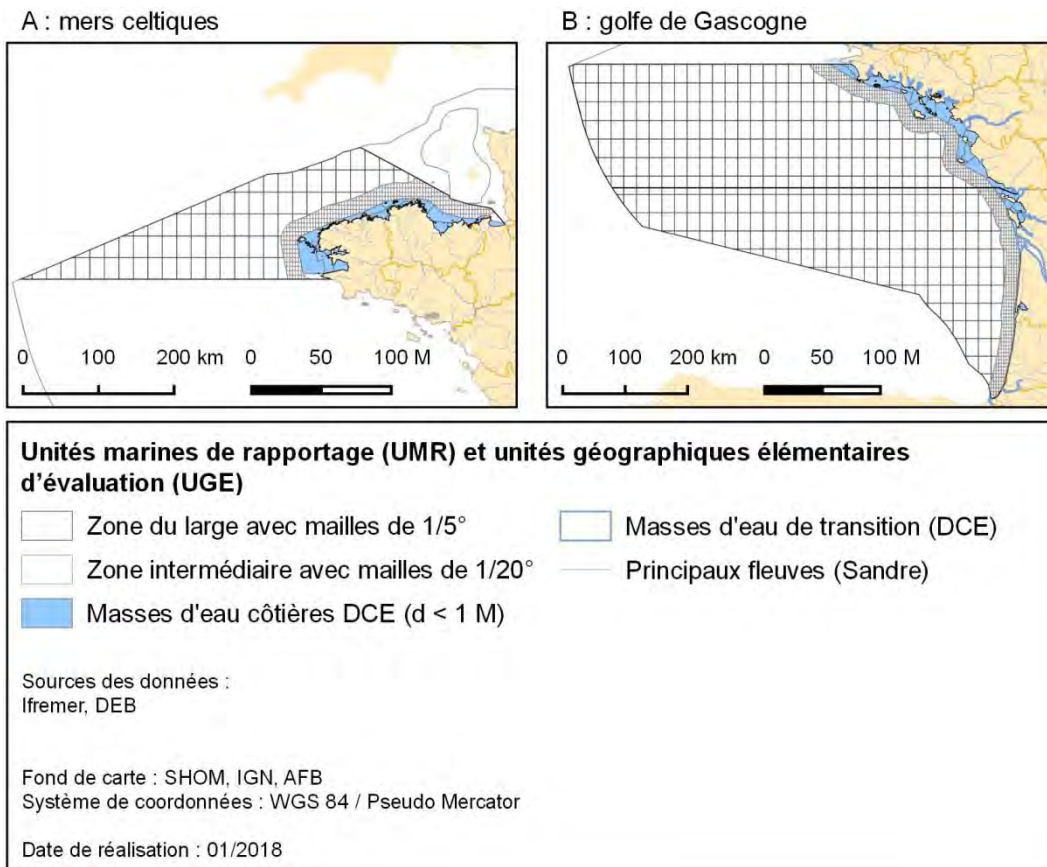 A : mers celtiques
B : golfe de Gascogne
0 100 200 km 0 50 100 M
0 100 200 km 0 50 100 M
Unités marines de rapportage (UMR) et unités géographiques élémentaires
d'évaluation (UGE)
Zone du large avec mailles de 1/5°
Zone intermédiaire avec mailles de 1/20°
Masses d'eau côtières DCE (d < 1 M)
Masses d'eau de transition (DCE)
Principaux fleuves (Sandre)
Sources des données :
Ifremer, DEB
Fond de carte : SHOM, IGN, AFB
Système de coordonnées : WGS 84 / Pseudo Mercator
Date de réalisation : 01/2018